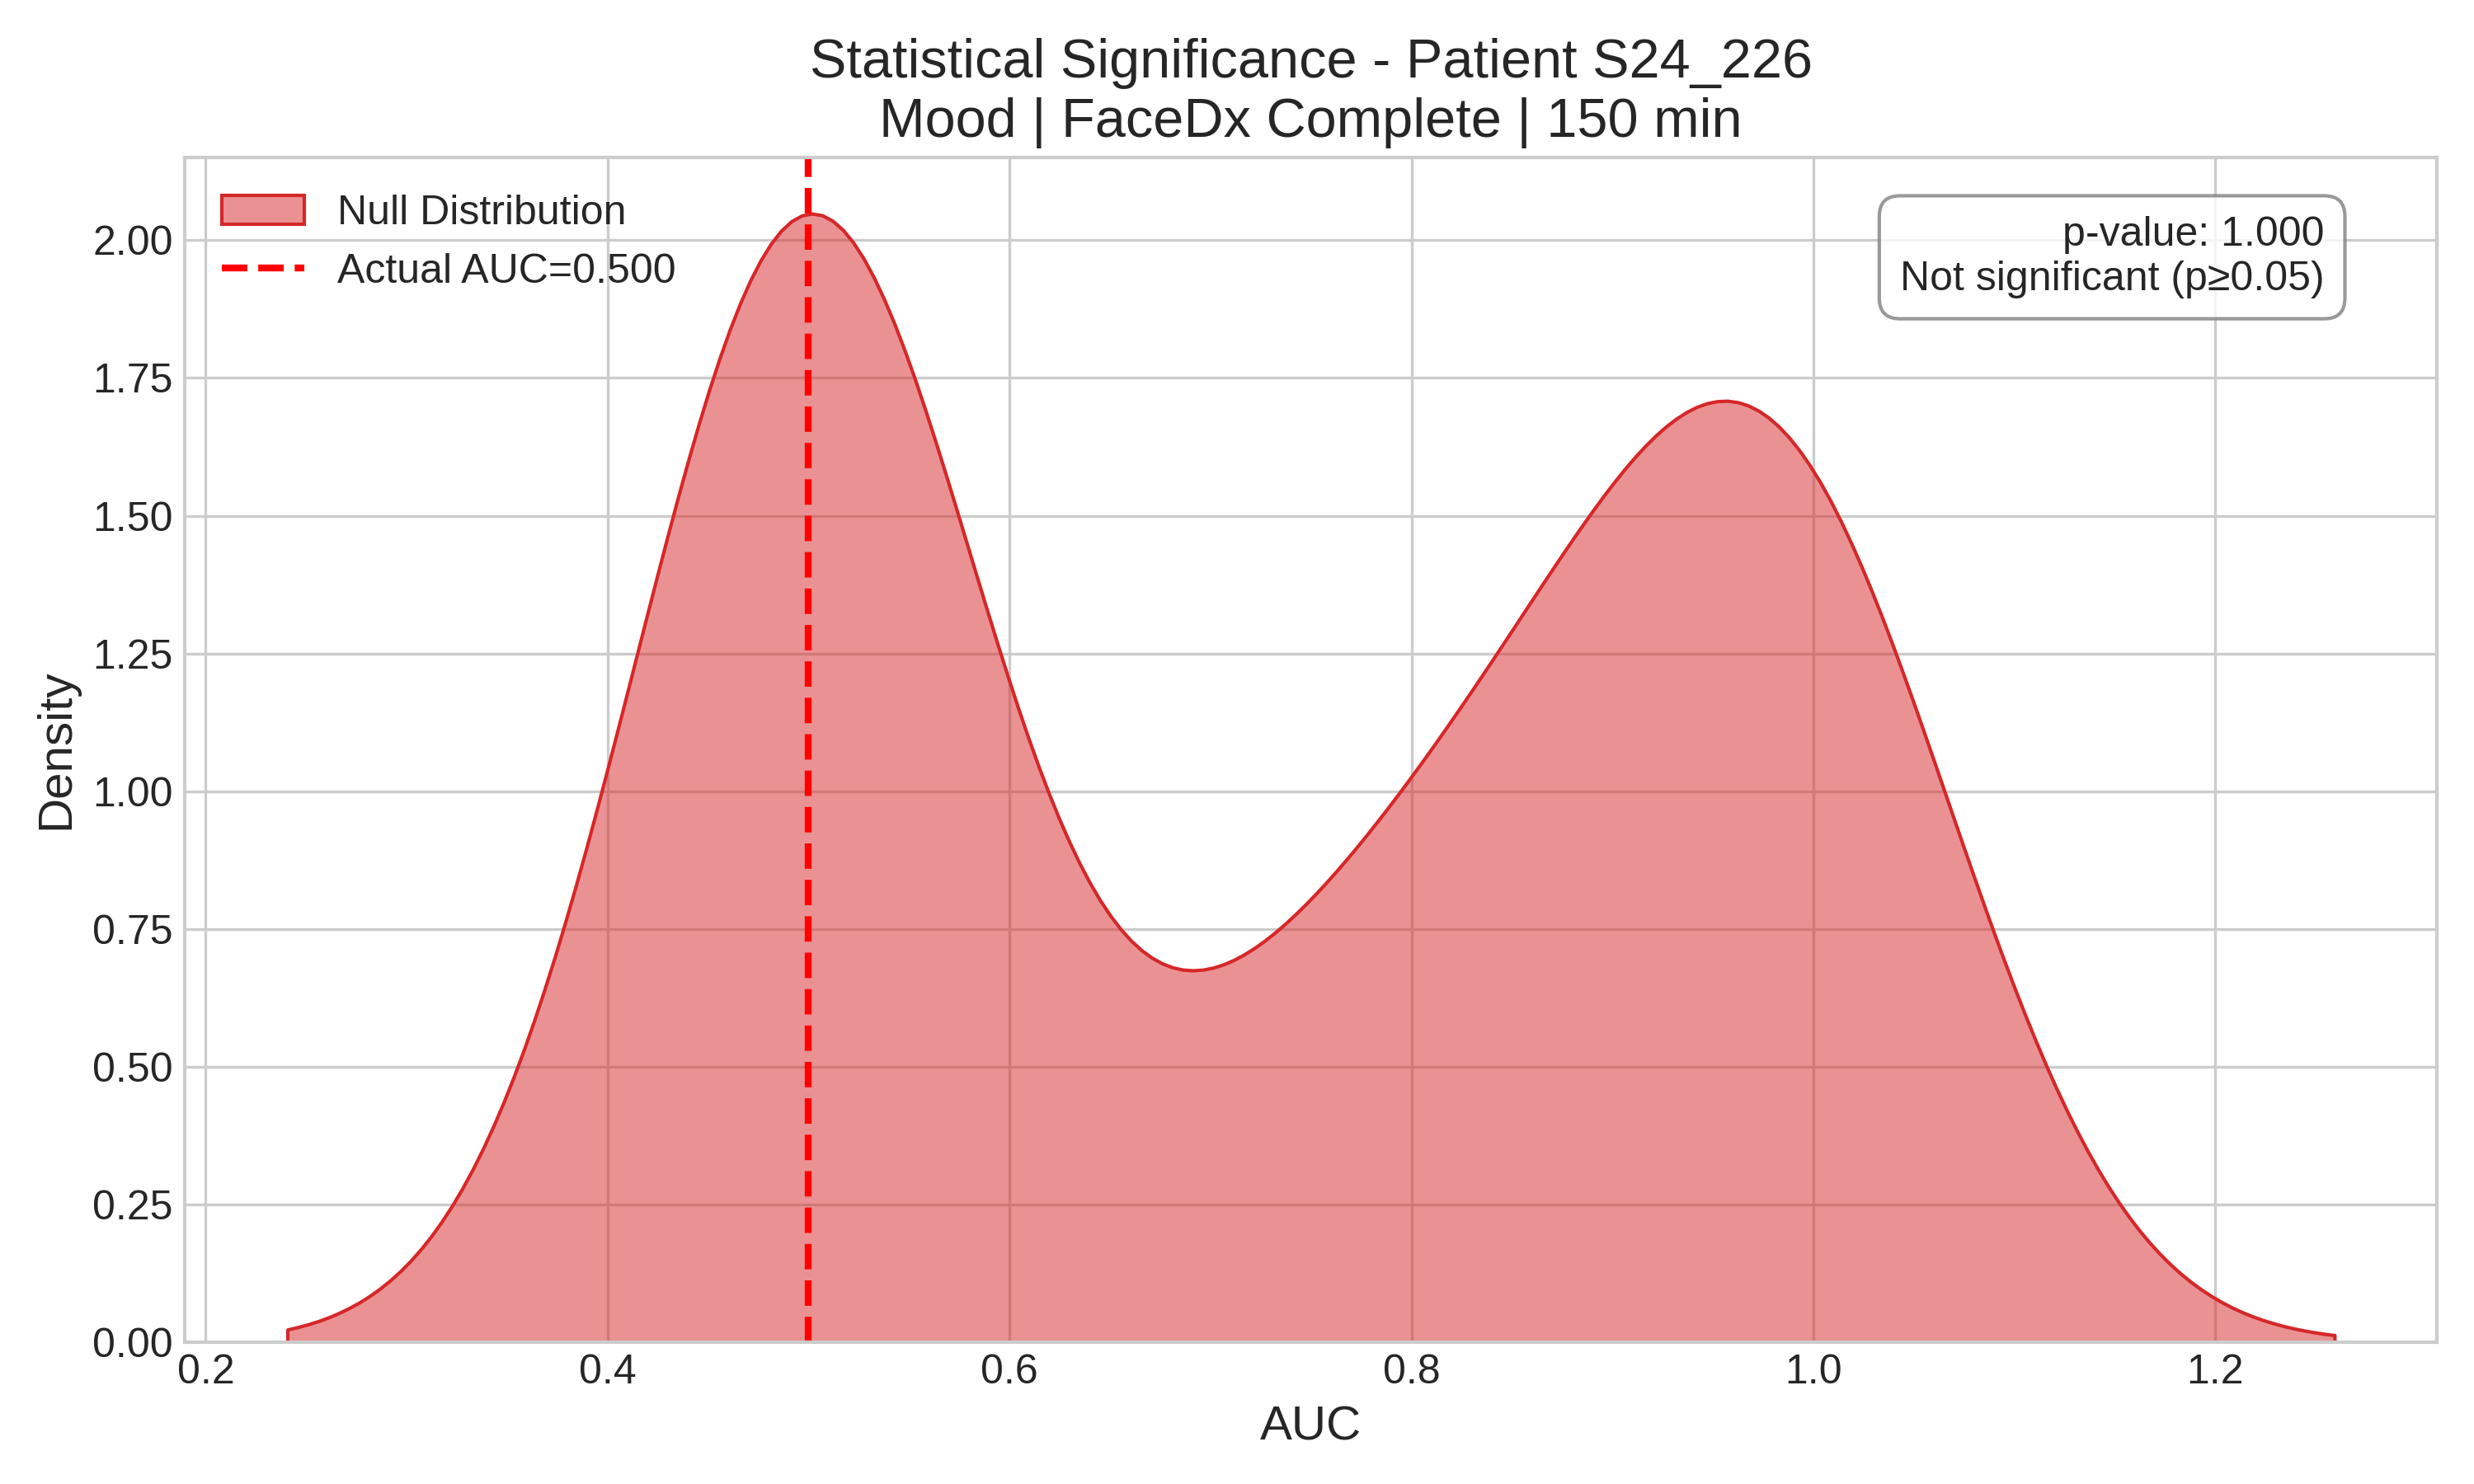 Statistical Significance - Patient S24_226
Mood | FaceDx Complete | 150 min
Null Distribution
Actual AUC=0.500
p-value: 1.000
Not significant (p≥0.05)
Density
2.00
1.75
1.50
1.25
1.00
0.75
0.50
0.25
0.00
0.2
0.4
0.6
0.8
1.0
1.2
AUC